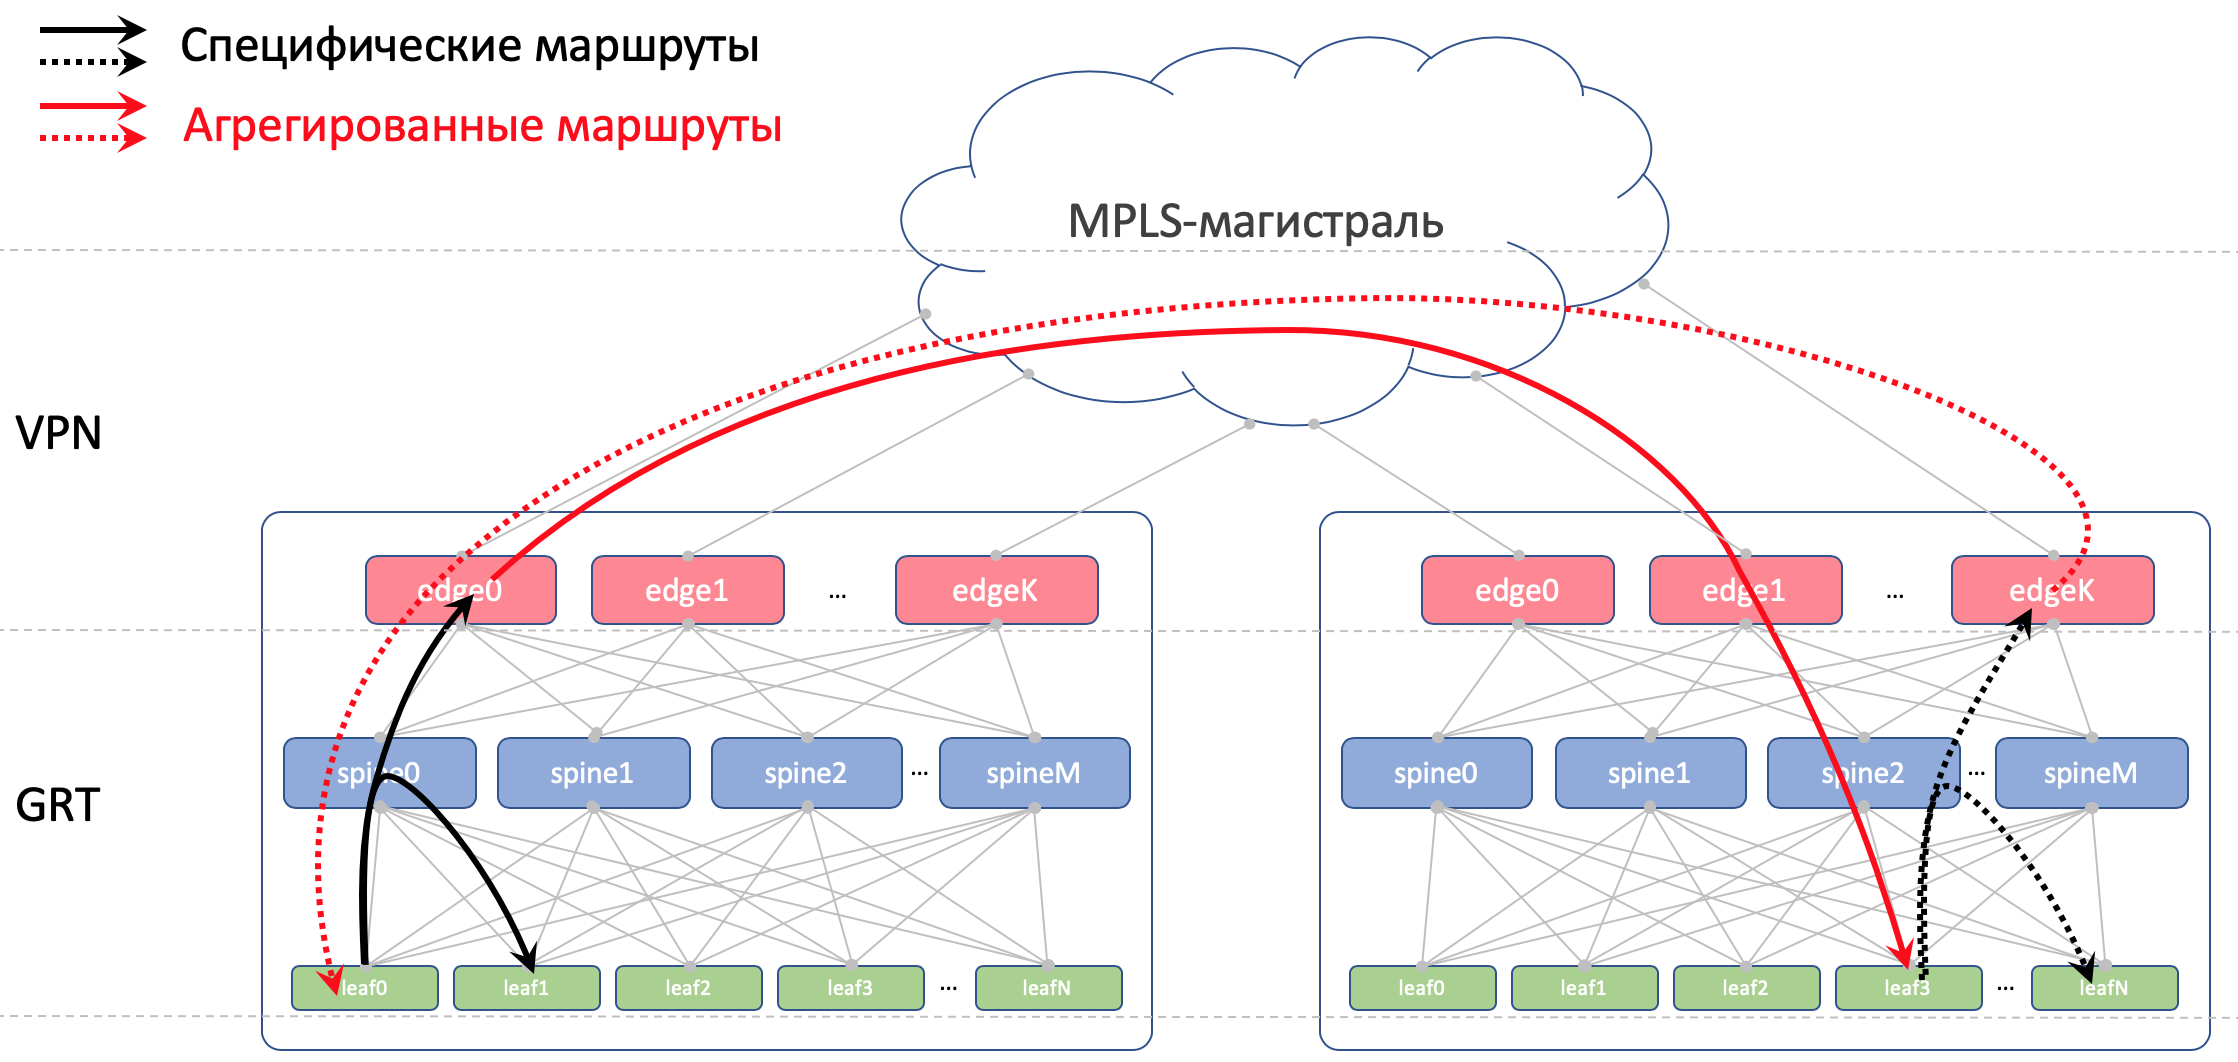 Специфические маршруты
Агрегированные маршруты
MPLS-магистраль
VPN
edge0 edge1 ... edgeK edge0 edge1 ... edgeK
GRT
spine0 spine1 spine2 ... spineM spine0 spine1 spine2 ... spineM
leaf0 leaf1 leaf2 leaf3 ... leafN leaf0 leaf1 leaf2 leaf3 ... leafN